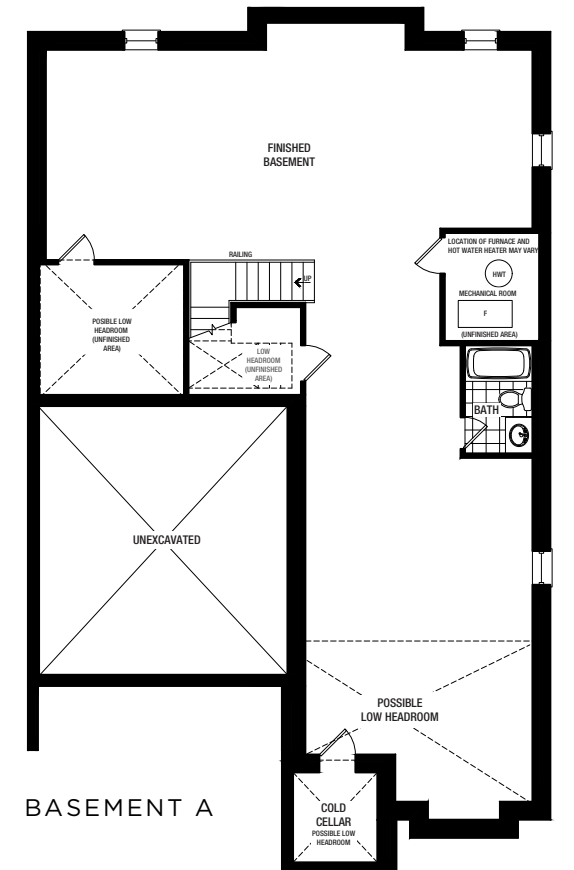 FINISHED
BASEMENT
LOCATION OF FURNACE AND
HOT WATER HEATER MAY VARY
HWT
MECHANICAL ROOM
F
(UNFINISHED AREA)
RAILING
UP
POSIBLE LOW
HEADROOM
(UNFINISHED
AREA)
LOW
HEADROOM
(UNFINISHED
AREA)
BATH
UNEXCAVATED
POSSIBLE
LOW HEADROOM
BASEMENT A
COLD
CELLAR
POSSIBLE LOW
HEADROOM